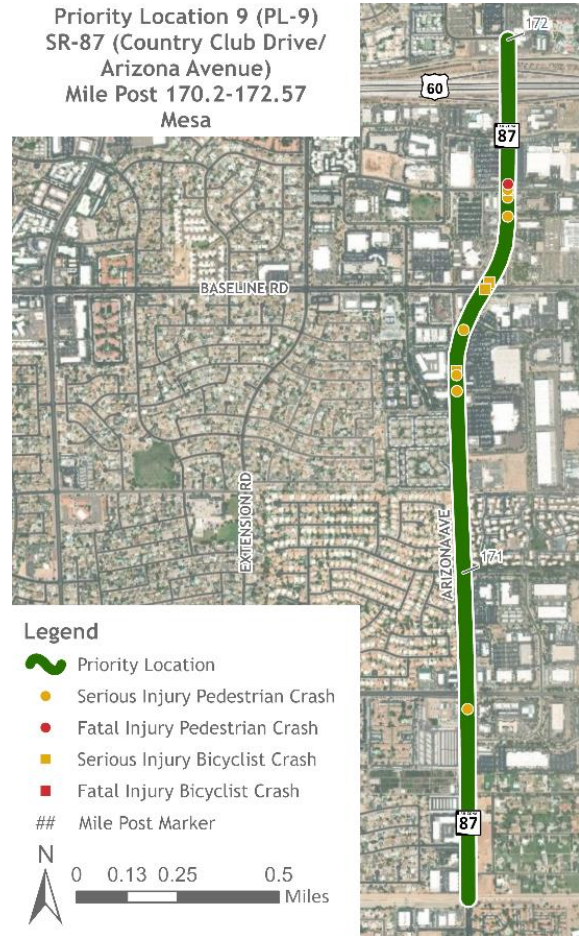 Priority Location 9 (PL-9)
SR-87 (Country Club Drive/
Arizona Avenue)
Mile Post 170.2-172.57
Mesa
172
60
87
BASELINE RD
EXTENSION RD
ARIZONA AVE
171
87
Legend
Priority Location
Serious Injury Pedestrian Crash
Fatal Injury Pedestrian Crash
Serious Injury Bicyclist Crash
Fatal Injury Bicyclist Crash
## Mile Post Marker
N
0 0.13 0.25 0.5
Miles